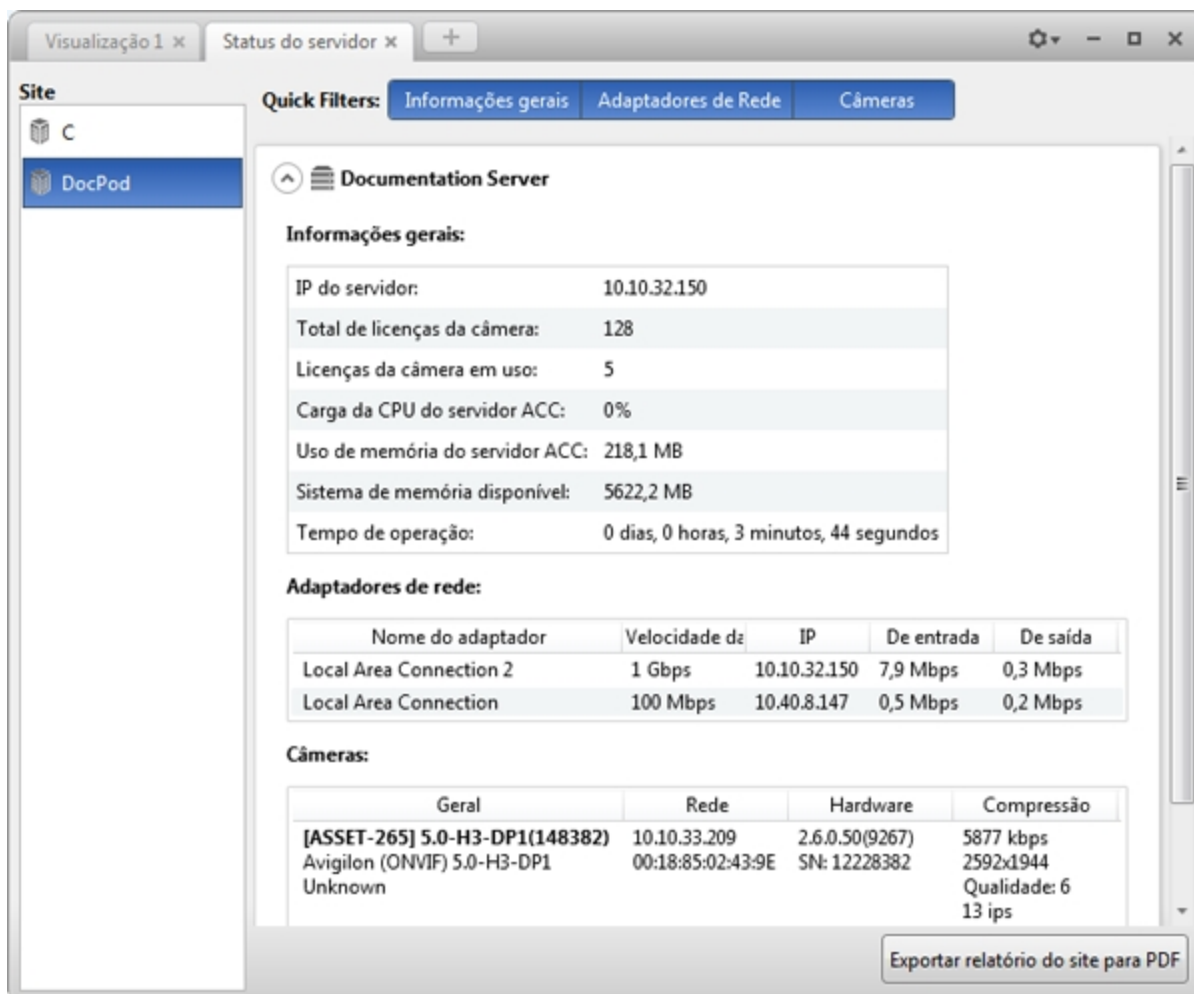 Visualização 1
Status do servidor
Site
C
DocPod
Quick Filters: Informações gerais Adaptadores de Rede Câmeras
Documentation Server
Informações gerais:
IP do servidor: 10.10.32.150
Total de licenças da câmera: 128
Licenças da câmera em uso: 5
Carga da CPU do servidor ACC: 0%
Uso de memória do servidor ACC: 218,1 MB
Sistema de memória disponível: 5622,2 MB
Tempo de operação: 0 dias, 0 horas, 3 minutos, 44 segundos
Adaptadores de rede:
Nome do adaptador Velocidade da IP De entrada De saída
Local Area Connection 2 1 Gbps 10.10.32.150 7,9 Mbps 0,3 Mbps
Local Area Connection 100 Mbps 10.40.8.147 0,5 Mbps 0,2 Mbps
Câmeras:
Geral Rede Hardware Compressão
[ASSET-265] 5.0-H3-DP1(148382) 10.10.33.209 2.6.0.50(9267) 5877 kbps
Avigilon (ONVIF) 5.0-H3-DP1 00:18:85:02:43:9E SN: 12228382 2592x1944
Unknown Qualidade: 6
13 ips
Exportar relatório do site para PDF